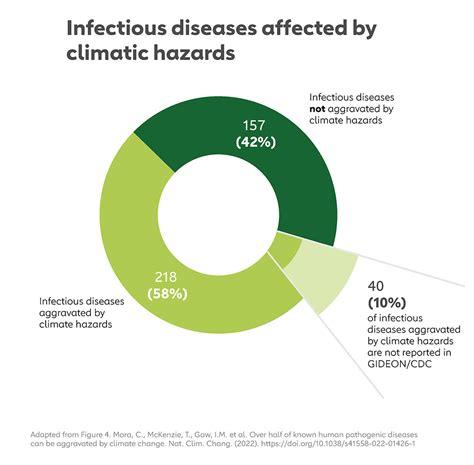 Infectious diseases affected by
climatic hazards
Infectious diseases
not aggravated by
climate hazards
157
(42%)
218
(58%)
Infectious diseases
aggravated by
climate hazards
40
(10%)
of infectious
diseases aggravated
by climate hazards
are not reported in
GIDEON/CDC
Adapted from Figure 4. Mora, C., McKenzie, T., Gaw, I.M. et al. Over half of known human pathogenic diseases
can be aggravated by climate change. Nat. Clim. Chang. (2022). https://doi.org/10.1038/s41558-022-01426-1